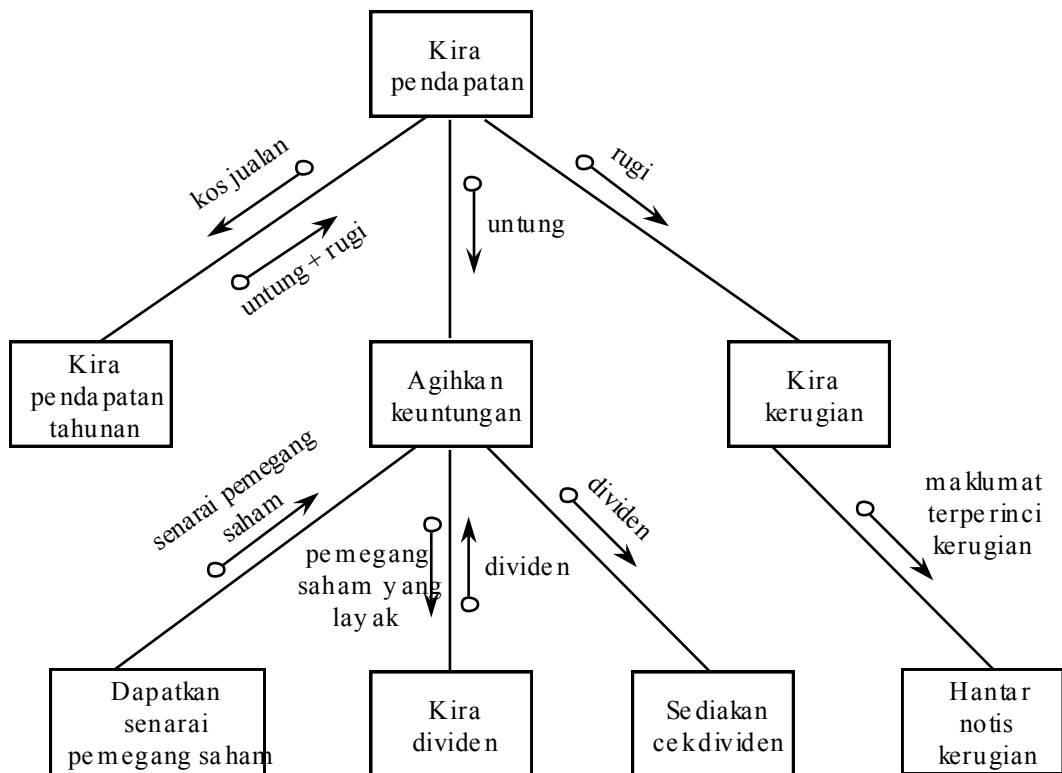 Kira
pendapatan
kos jualan
untung + rugi
untung
rugi
Kira
pendapatan
tahunan
Agihkan
keuntungan
Kira
kerugian
senarai pemegang
saham
pemegang
saham yang
layak
dividen
dividen
maklumat
terperinci
kerugian
Dapatkan
senarai
pemegang saham
Kira
dividen
Sediakan
cek dividen
Hantar
notis
kerugian